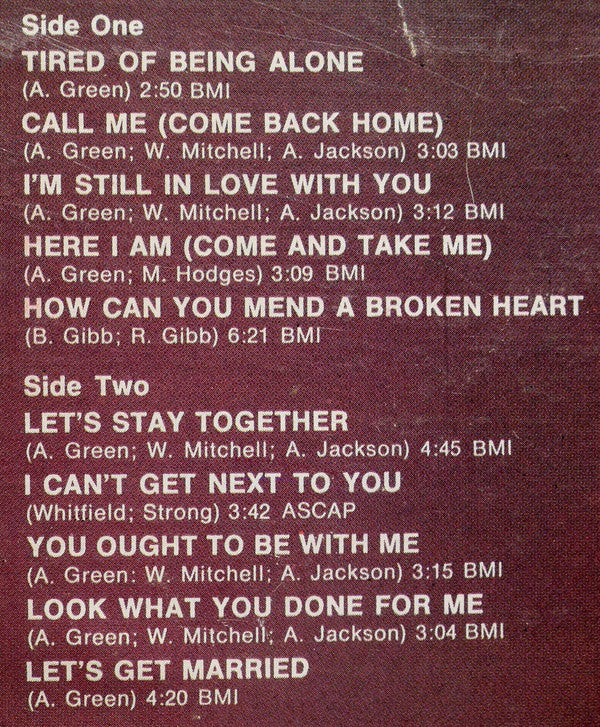 Side One
TIRED OF BEING ALONE
(A. Green) 2:50 BMI
CALL ME (COME BACK HOME)
(A. Green; W. Mitchell; A. Jackson) 3:03 BMI
I'M STILL IN LOVE WITH YOU
(A. Green; W. Mitchell; A. Jackson) 3:12 BMI
HERE I AM (COME AND TAKE ME)
(A. Green; M. Hodges) 3:09 BMI
HOW CAN YOU MEND A BROKEN HEART
(B. Gibb; R. Gibb) 6:21 BMI
Side Two
LET'S STAY TOGETHER
(A. Green; W. Mitchell; A. Jackson) 4:45 BMI
I CAN'T GET NEXT TO YOU
(Whitfield; Strong) 3:42 ASCAP
YOU OUGHT TO BE WITH ME
(A. Green: W. Mitchell; A. Jackson) 3:15 BMI
LOOK WHAT YOU DONE FOR ME
(A. Green; W. Mitchell; A. Jackson) 3:04 BMI
LET'S GET MARRIED
(A. Green) 4:20 BMI